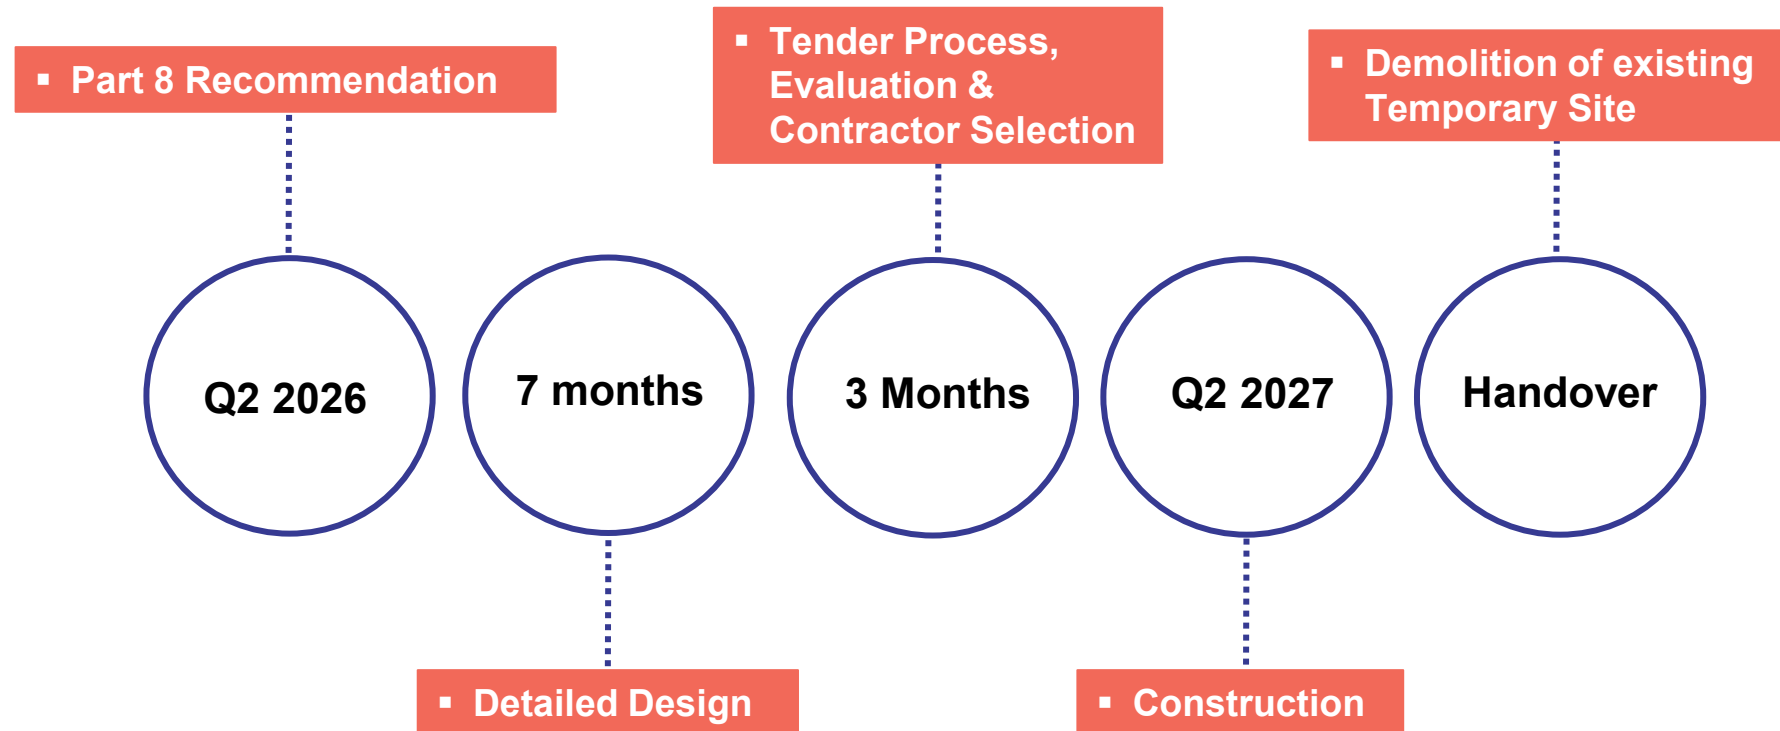 ▪ Part 8 Recommendation
▪ Tender Process,
Evaluation &
Contractor Selection
▪ Demolition of existing
Temporary Site
Q2 2026
7 months
3 Months
Q2 2027
Handover
▪ Detailed Design
▪ Construction